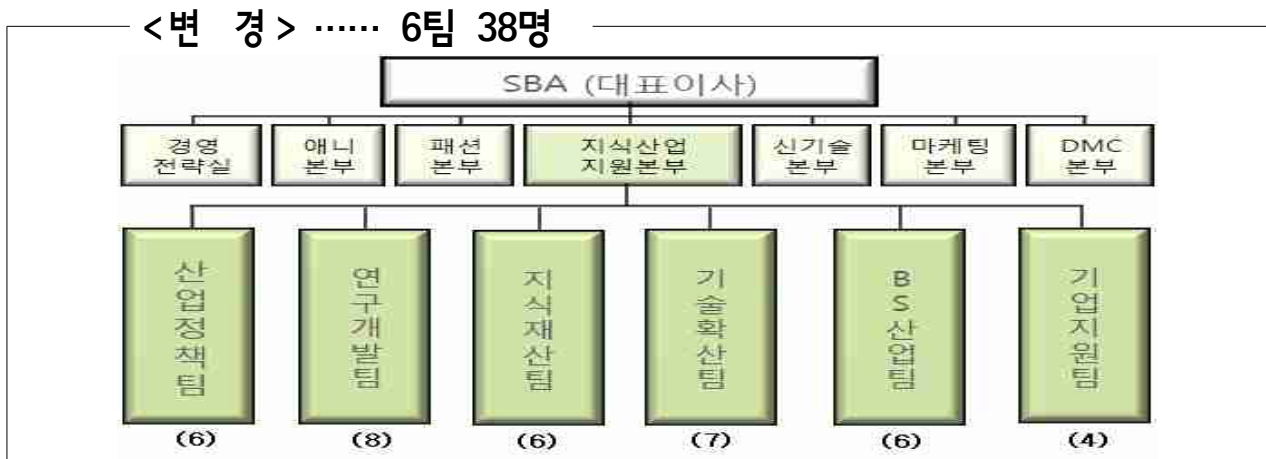 <변 경> ······ 6팀 38명
SBA (대표이사)
경영
전략실
애니
본부
패션
본부
지식산업
지원본부
신기술
본부
마케팅
본부
DMC
본부
산업정책팀
연구개발팀
지식재산팀
기술확산팀
BS산업팀
기업지원팀
(6)
(8)
(6)
(7)
(6)
(4)